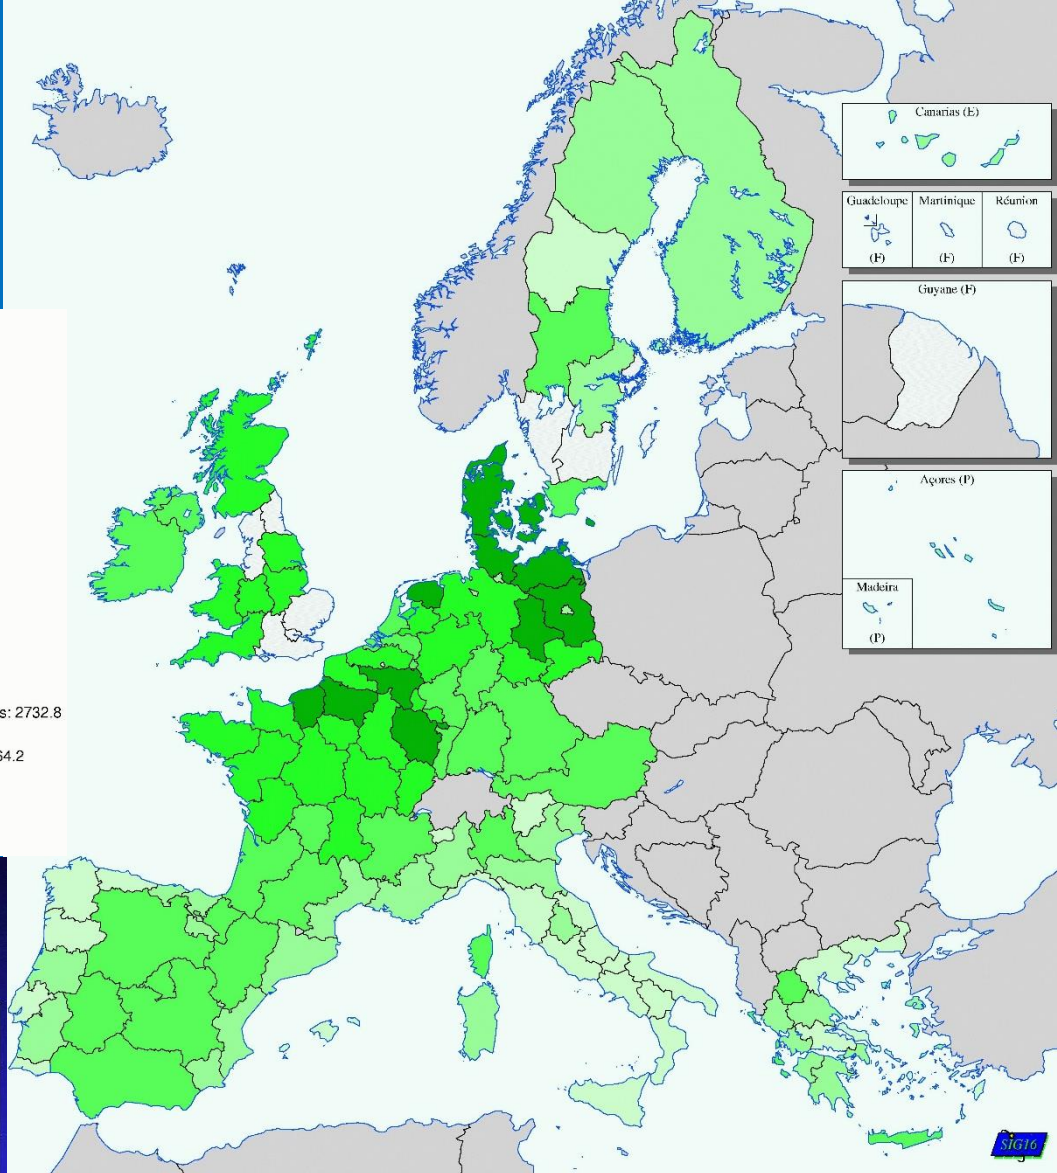 Canarias (E)
Guadeloupe
(F)
Martinique
(F)
Réunion
(F)
Guyane (F)
Açores (P)
Madeira
(P)
s: 2732.8
64.2
SIG16